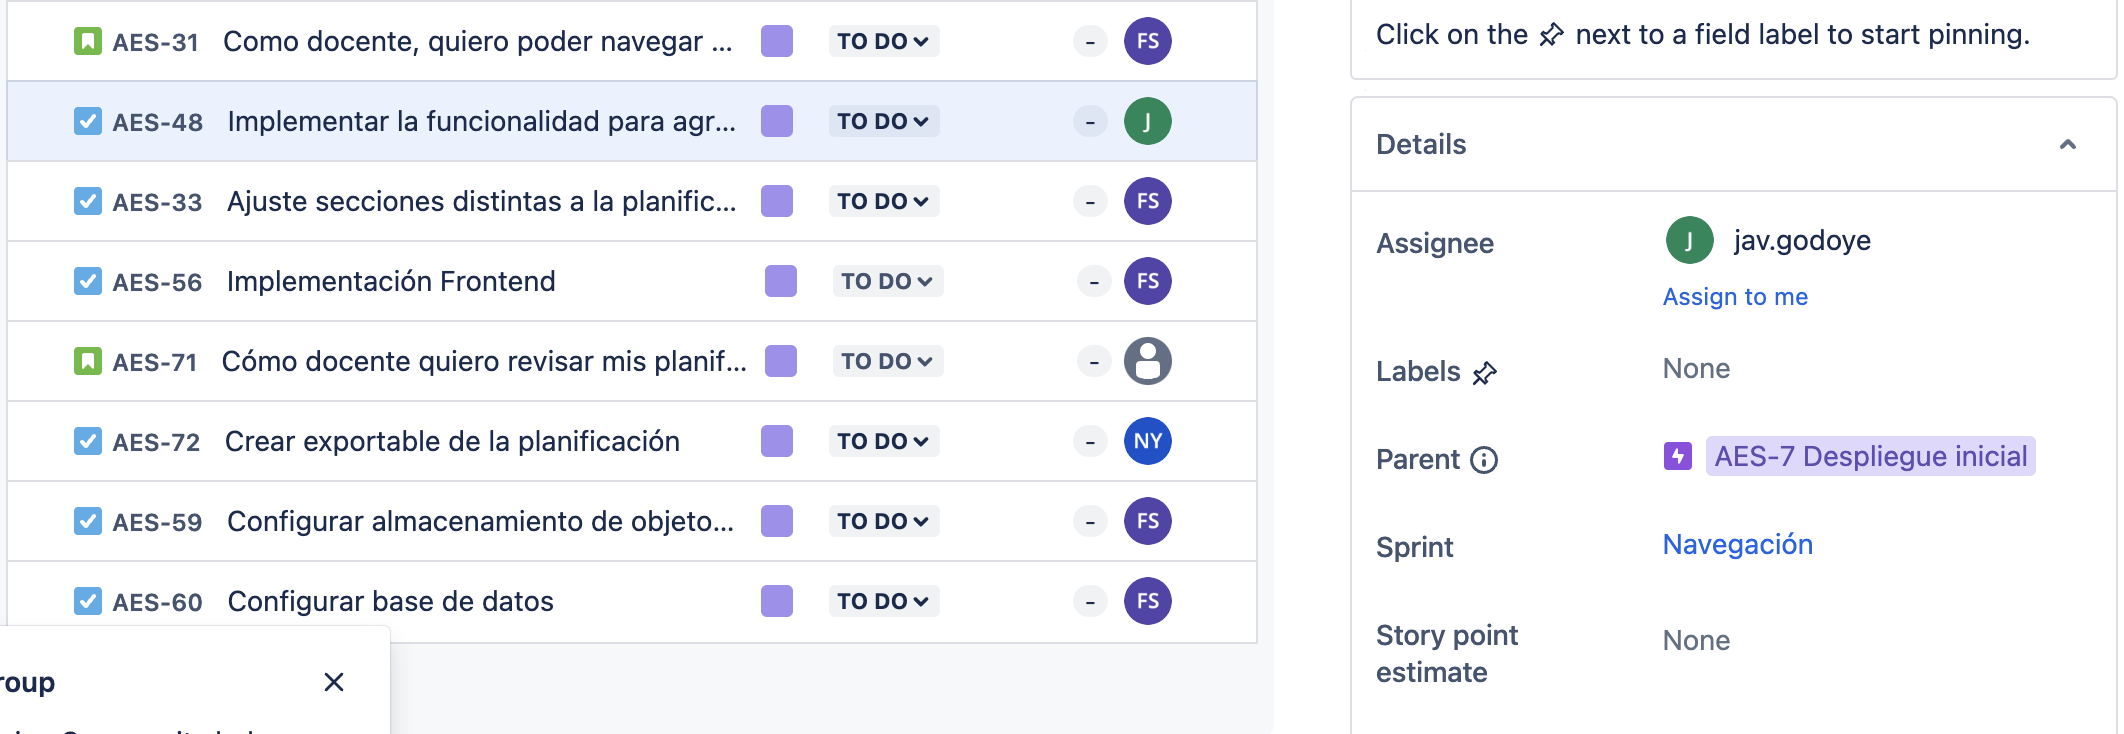 AES-31 Como docente, quiero poder navegar ... TO DO - FS
AES-48 Implementar la funcionalidad para agr... TO DO - J
AES-33 Ajuste secciones distintas a la planific... TO DO - FS
AES-56 Implementación Frontend TO DO - FS
AES-71 Cómo docente quiero revisar mis planif... TO DO -
AES-72 Crear exportable de la planificación TO DO - NY
AES-59 Configurar almacenamiento de objeto... TO DO - FS
AES-60 Configurar base de datos TO DO - FS
roup
Click on the next to a field label to start pinning.
Details
Assignee J jav.godoye
Assign to me
Labels None
Parent AES-7 Despliegue inicial
Sprint Navegación
Story point estimate None